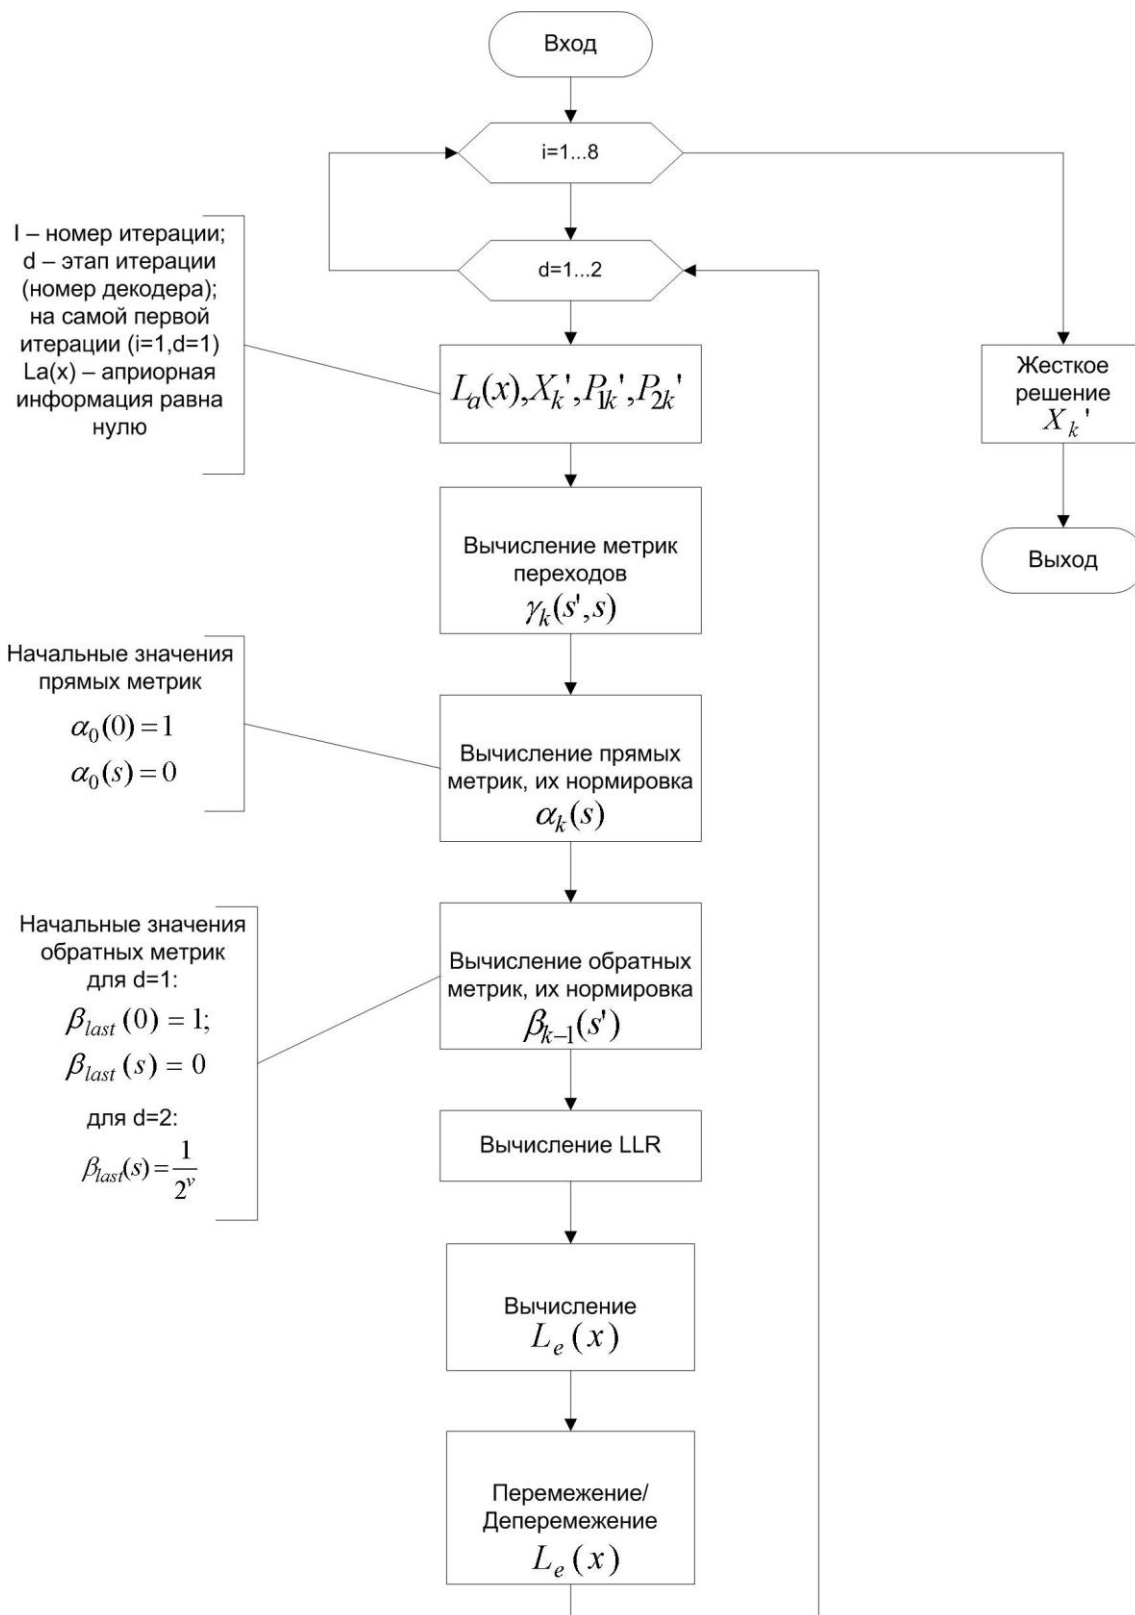 Вход
i=1...8
I – номер итерации;
d – этап итерации
(номер декодера);
на самой первой
итерации (i=1,d=1)
La(x) – априорная
информация равна
нулю
d=1...2
Lₐ(x),Xₖ',P₁ₖ',P₂ₖ'
Жесткое
решение
Xₖ'
Вычисление метрик
переходов
γₖ(s',s)
Выход
Начальные значения
прямых метрик
α₀(0)=1
α₀(s)=0
Вычисление прямых
метрик, их нормировка
αₖ(s)
Начальные значения
обратных метрик
для d=1:
β_last(0)=1;
β_last(s)=0
для d=2:
β_last(s)=1/2^v
Вычисление обратных
метрик, их нормировка
βₖ₋₁(s')
Вычисление LLR
Вычисление
Lₑ(x)
Перемежение/
Деперемежение
Lₑ(x)